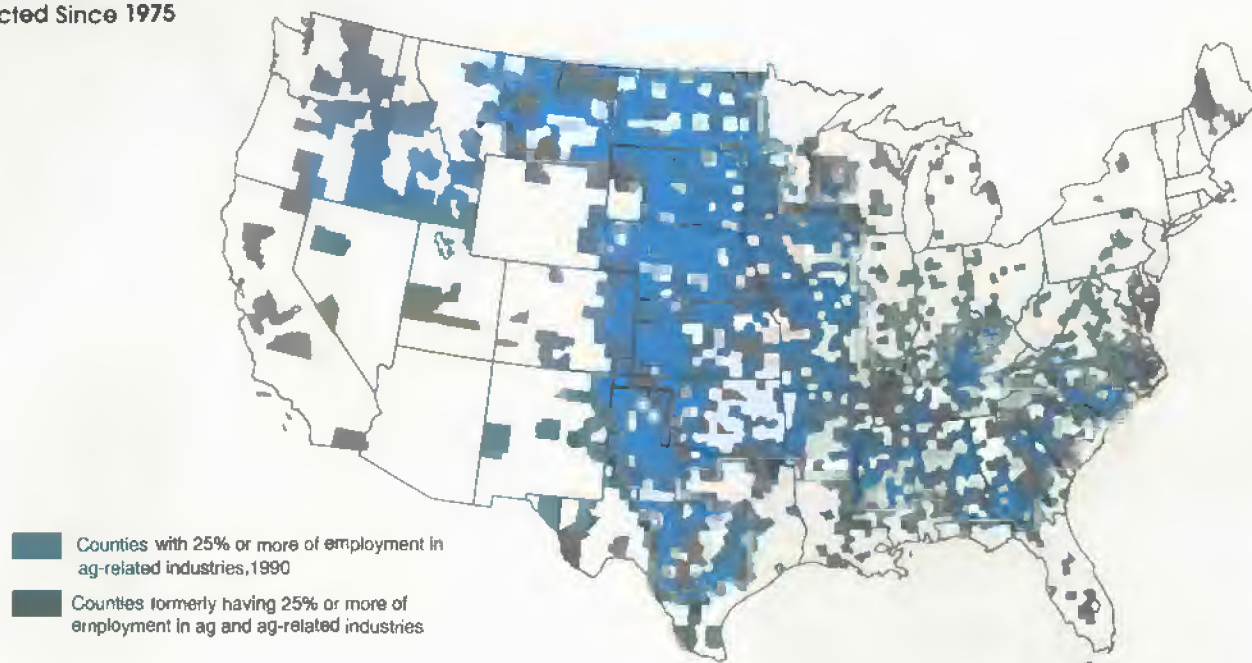 cted Since 1975
Counties with 25% or more of employment in
ag-related industries,1990
Counties formerly having 25% or more of
employment in ag and ag-related industries